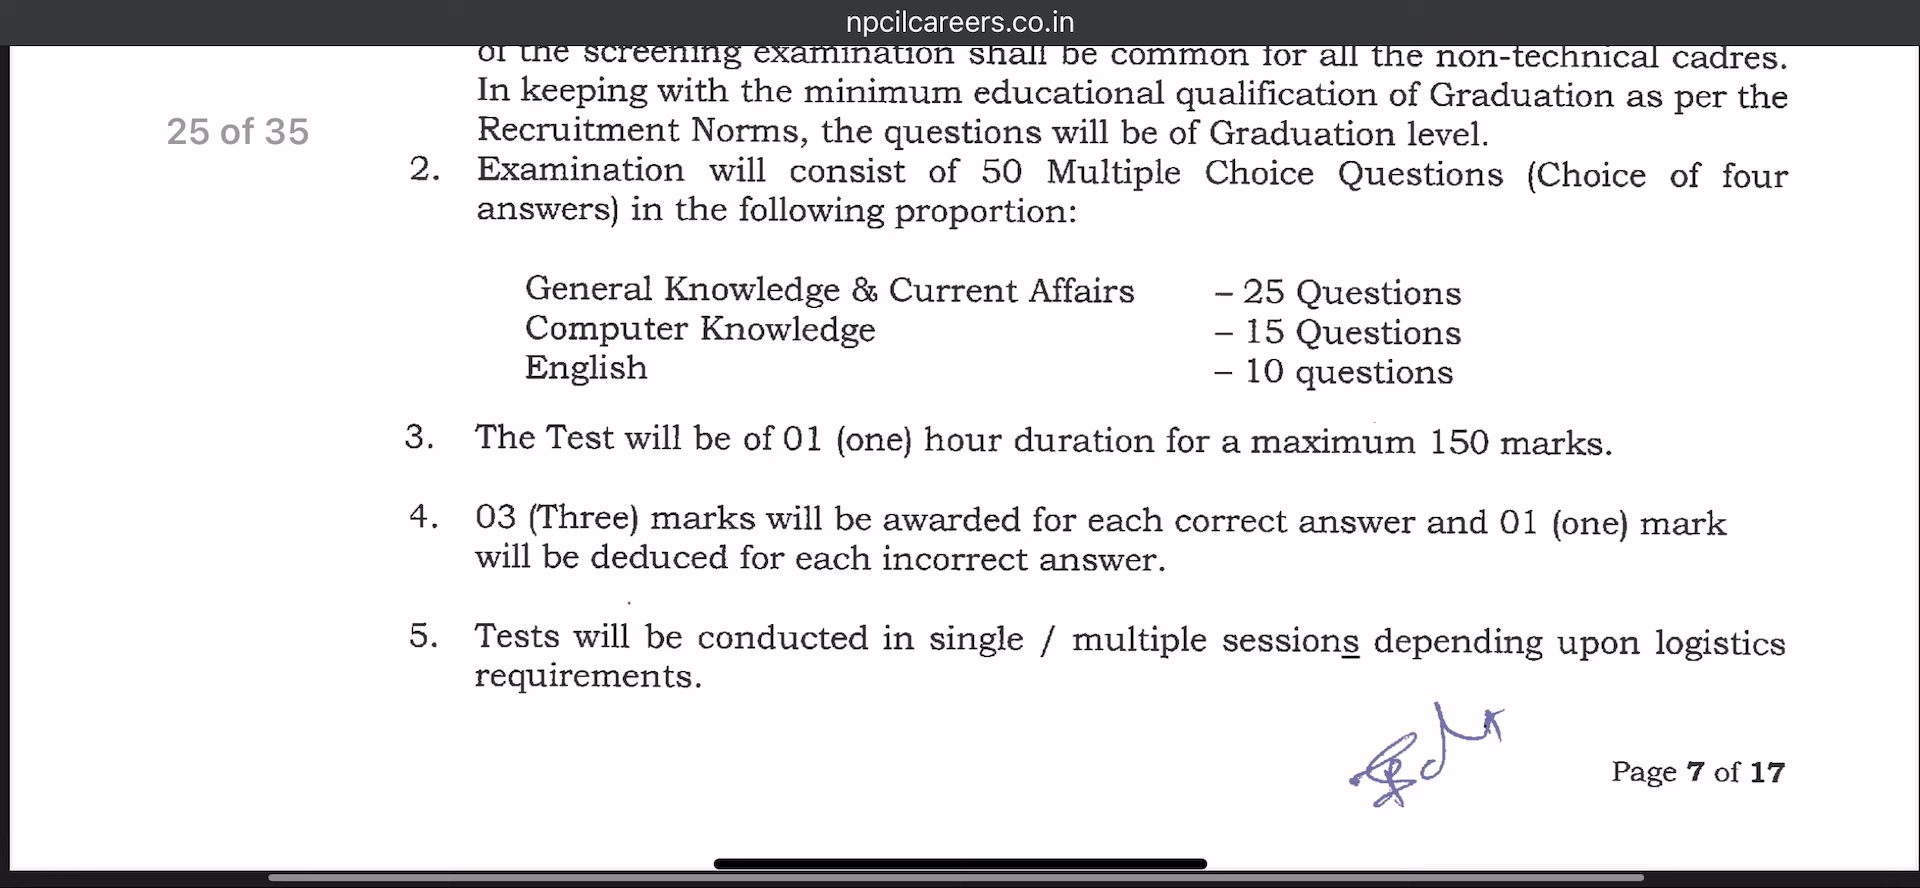 npcilcareers.co.in
of the screening examination shall be common for all the non-technical cadres.
In keeping with the minimum educational qualification of Graduation as per the
25 of 35
Recruitment Norms, the questions will be of Graduation level.
2. Examination will consist of 50 Multiple Choice Questions (Choice of four
answers) in the following proportion:
General Knowledge & Current Affairs – 25 Questions
Computer Knowledge – 15 Questions
English – 10 questions
3. The Test will be of 01 (one) hour duration for a maximum 150 marks.
4. 03 (Three) marks will be awarded for each correct answer and 01 (one) mark
will be deduced for each incorrect answer.
5. Tests will be conducted in single / multiple sessions depending upon logistics
requirements.
Page 7 of 17